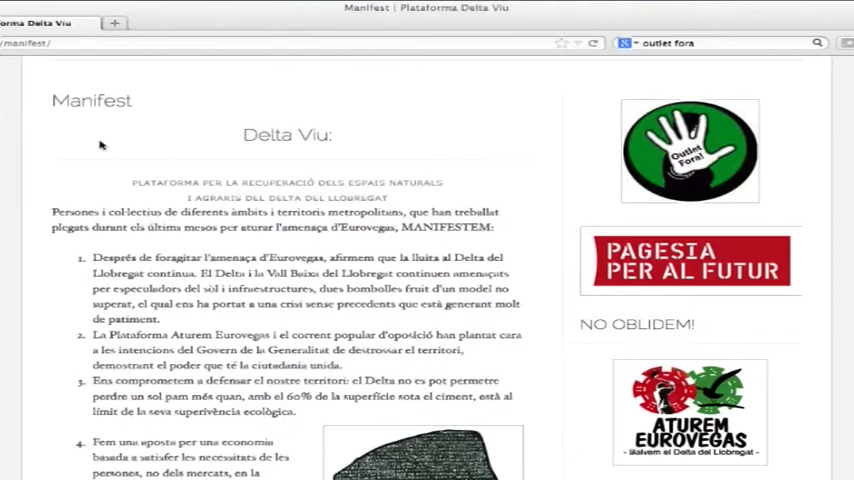 Manifest | Plataforma Delta Viu
orma Delta Viu
/manifest/
outlet fora
Manifest
Delta Viu:
PLATAFORMA PER LA RECUPERACIÓ DELS ESPAIS NATURALS
I AGRARIS DEL DELTA DEL LLOBREGAT
Persones i col·lectius de diferents àmbits i territoris metropolitans, que han treballat
plegats durant els últims mesos per aturar l'amenaça d'Eurovegas, MANIFESTEM:
1. Després de foragitar l'amenaça d'Eurovegas, afirmem que la lluita al Delta del
Llobregat continua. El Delta i la Vall Baixa del Llobregat continuen amenaçats
per especuladors del sòl i infraestructures, dues bombolles fruit d'un model no
superat, el qual ens ha portat a una crisi sense precedents que està generant molt
de patiment.
2. La Plataforma Aturem Eurovegas i el corrent popular d'oposició han plantat cara
a les intencions del Govern de la Generalitat de destrossar el territori,
demostrant el poder que té la ciutadania unida.
3. Ens comprometem a defensar el nostre territori: el Delta no es pot permetre
perdre un sol pam més quan, amb el 60% de la superfície sota el ciment, està al
límit de la seva supervivència ecològica.
4. Fem una aposta per una economia
basada a satisfer les necessitats de les
persones, no dels mercats, en la
Outlet
Fora!
PAGESIA
PER AL FUTUR
NO OBLIDEM!
ATUREM
EUROVEGAS
- Salvem el Delta del Llobregat -